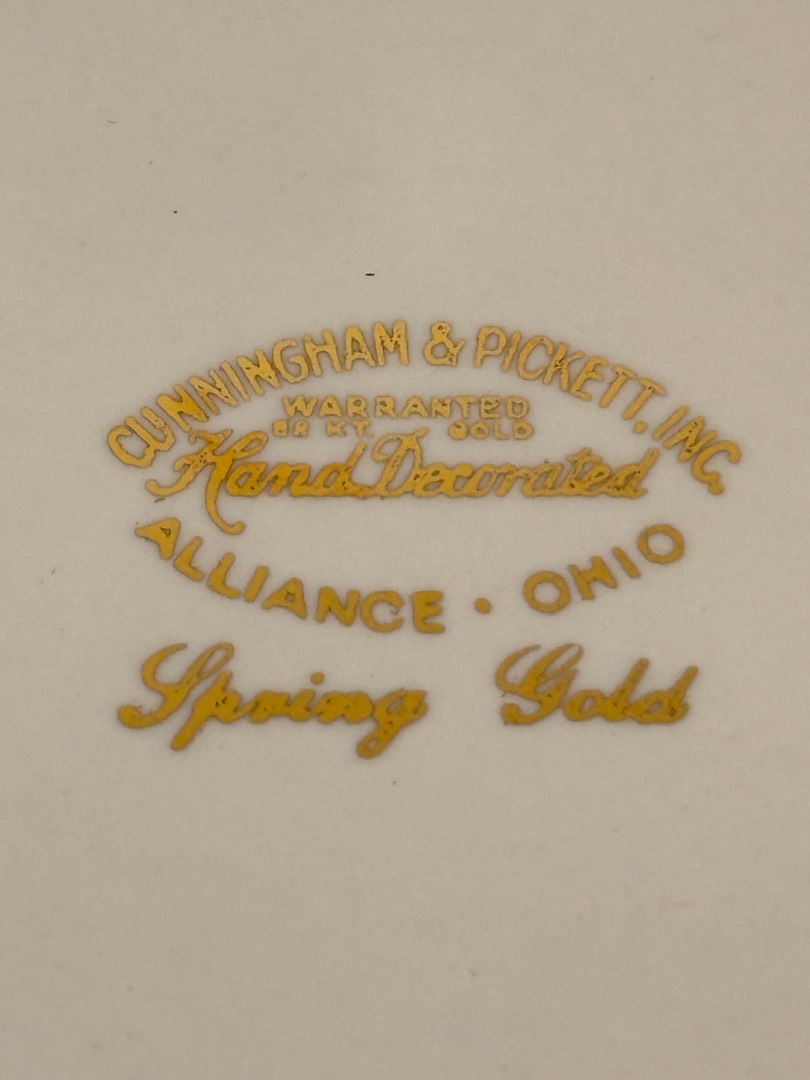 CUNNINGHAM & PICKETT, INC.
WARRANTED
22 KT. GOLD
Hand Decorated
ALLIANCE · OHIO
Spring Gold